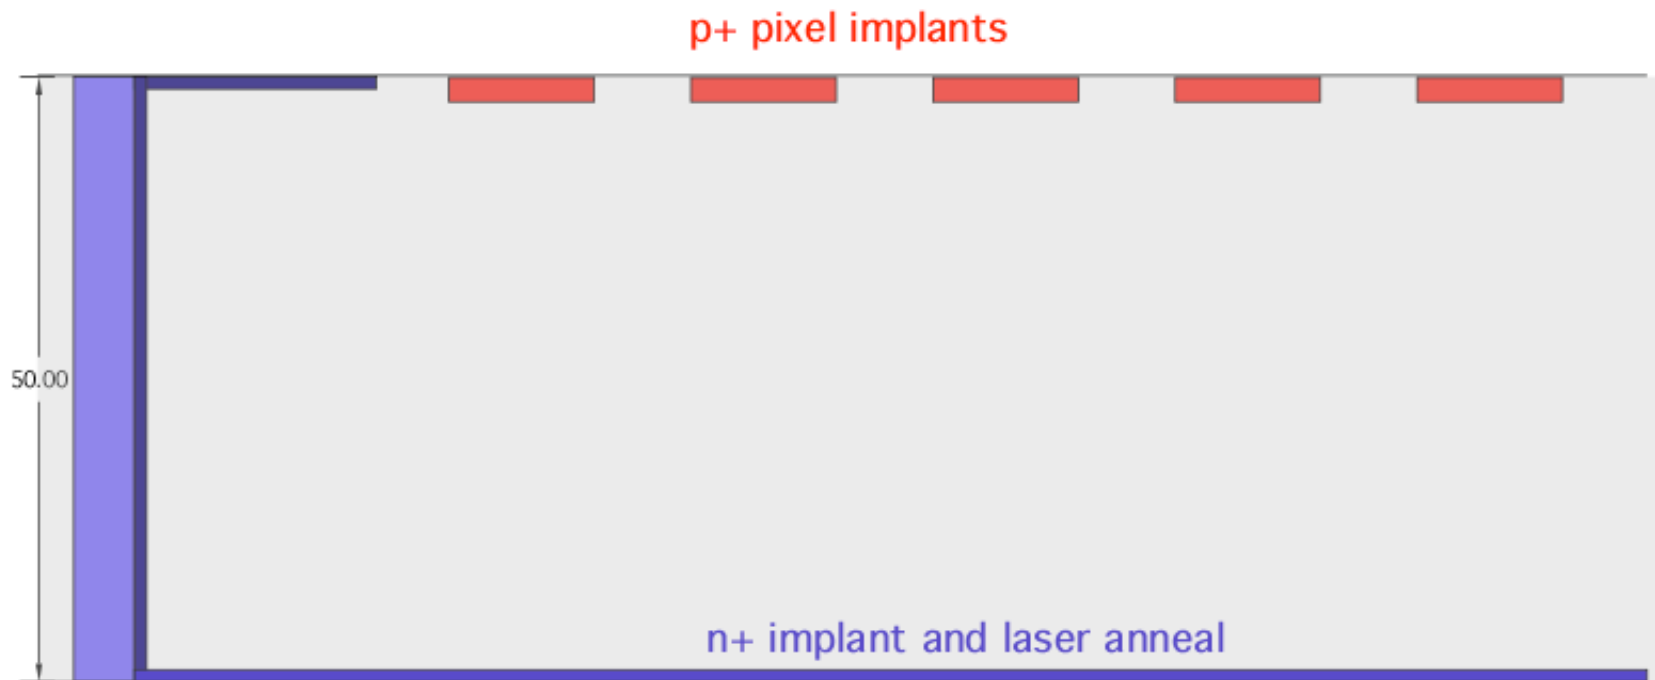 p+ pixel implants
50.00
n+ implant and laser anneal